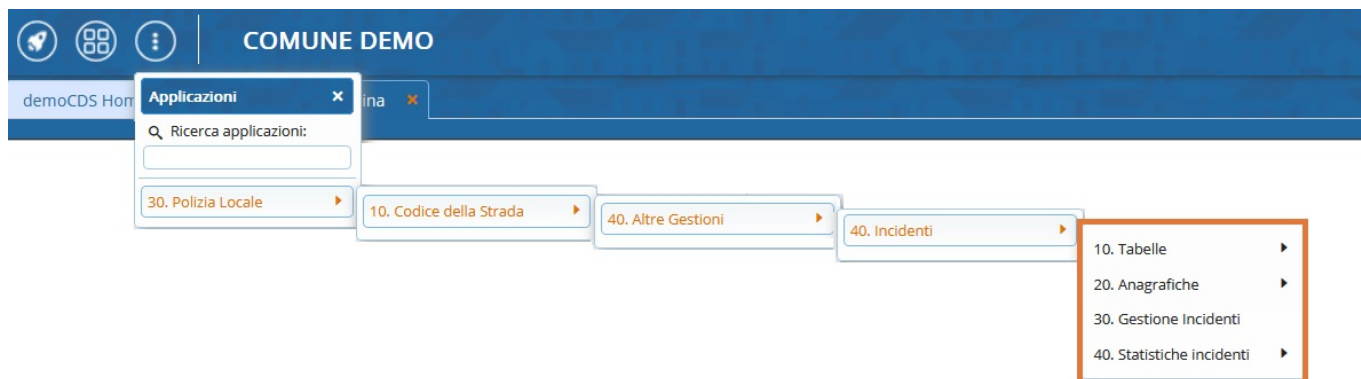 COMUNE DEMO
demoCDS Hom
Applicazioni
ina
Ricerca applicazioni:
30. Polizia Locale
10. Codice della Strada
40. Altre Gestioni
40. Incidenti
10. Tabelle
20. Anagrafiche
30. Gestione Incidenti
40. Statistiche incidenti